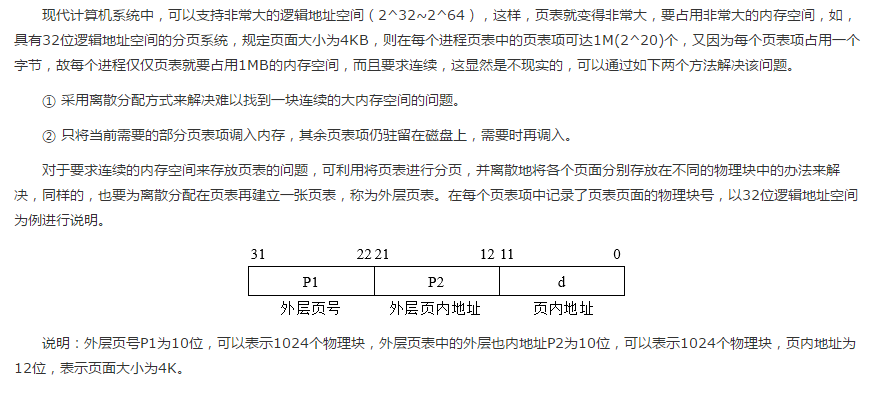 现代计算机系统中，可以支持非常大的逻辑地址空间（2^32~2^64），这样，页表就变得非常大，要占用非常大的内存空间，如，
具有32位逻辑地址空间的分页系统，规定页面大小为4KB，则在每个进程页表中的页表项可达1M(2^20)个，又因为每个页表项占用一个
字节，故每个进程仅仅页表就要占用1MB的内存空间，而且要求连续，这显然是不现实的，可以通过如下两个方法解决该问题。
① 采用离散分配方式来解决难以找到一块连续的大内存空间的问题。
② 只将当前需要的部分页表项调入内存，其余页表项仍驻留在磁盘上，需要时再调入。
对于要求连续的内存空间来存放页表的问题，可利用将页表进行分页，并离散地将各个页面分别存放在不同的物理块中的办法来解
决，同样的，也要为离散分配在页表再建立一张页表，称为外层页表。在每个页表项中记录了页表页面的物理块号，以32位逻辑地址空间
为例进行说明。
31 22 21 12 11 0
P1 P2 d
外层页号 外层页内地址 页内地址
说明：外层页号P1为10位，可以表示1024个物理块，外层页表中的外层也内地址P2为10位，可以表示1024个物理块，页内地址为
12位，表示页面大小为4K。